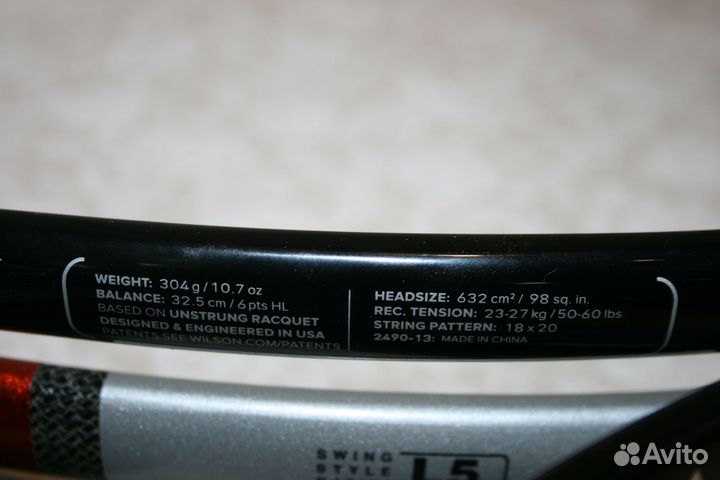 WEIGHT: 304 g / 10.7 oz
BALANCE: 32.5 cm / 6 pts HL
BASED ON UNSTRUNG RACQUET
DESIGNED & ENGINEERED IN USA
PATENTS-SEE WILSON.COM/PATENTS
HEADSIZE: 632 cm² / 98 sq. in.
REC. TENSION: 23-27 kg / 50-60 lbs
STRING PATTERN: 18 x 20
2490-13: MADE IN CHINA
SWING
STYLE
L5
Avito